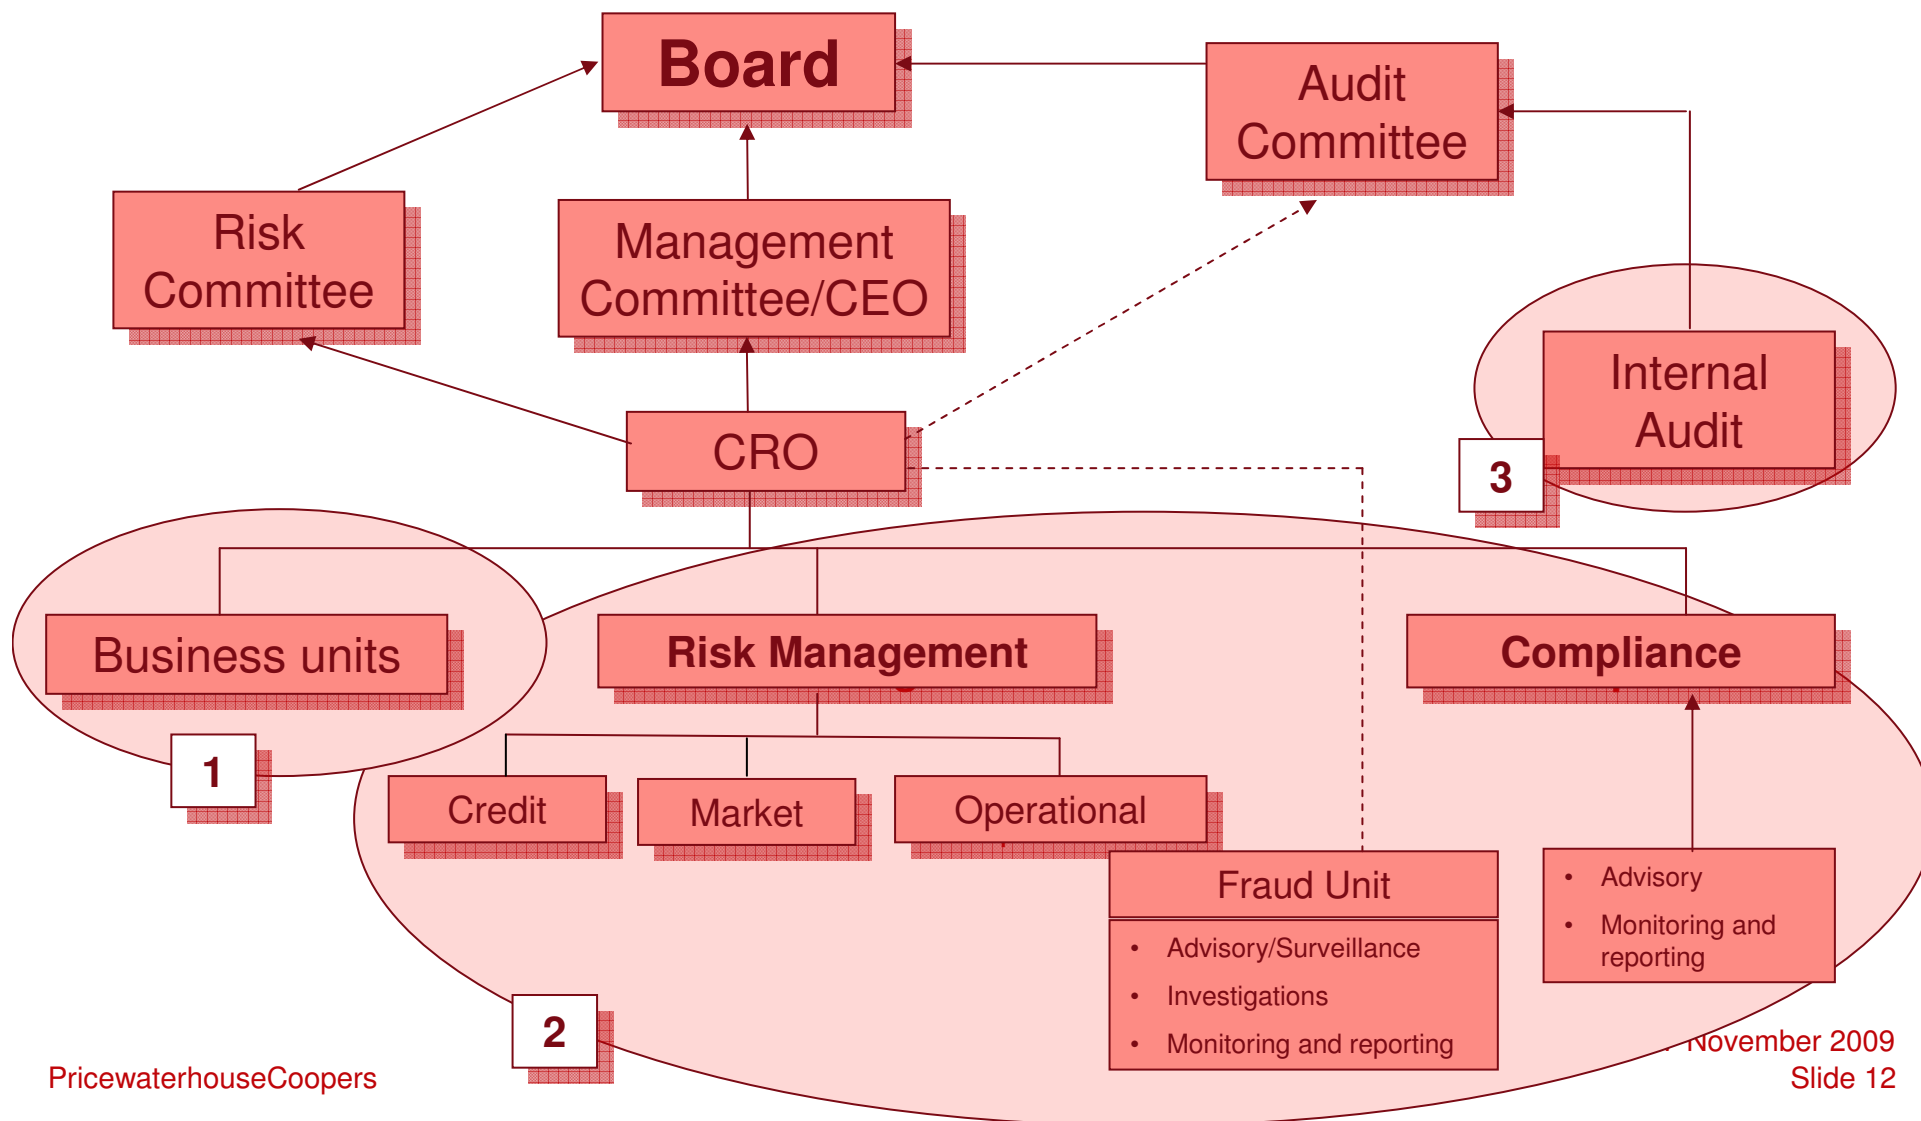 Board
Audit
Committee
Risk
Committee
Management
Committee/CEO
Internal
Audit
CRO
3
Business units
Risk Management
Compliance
1
Credit
Market
Operational
Fraud Unit
• Advisory/Surveillance
• Investigations
• Monitoring and reporting
• Advisory
• Monitoring and
reporting
2
PricewaterhouseCoopers
November 2009
Slide 12